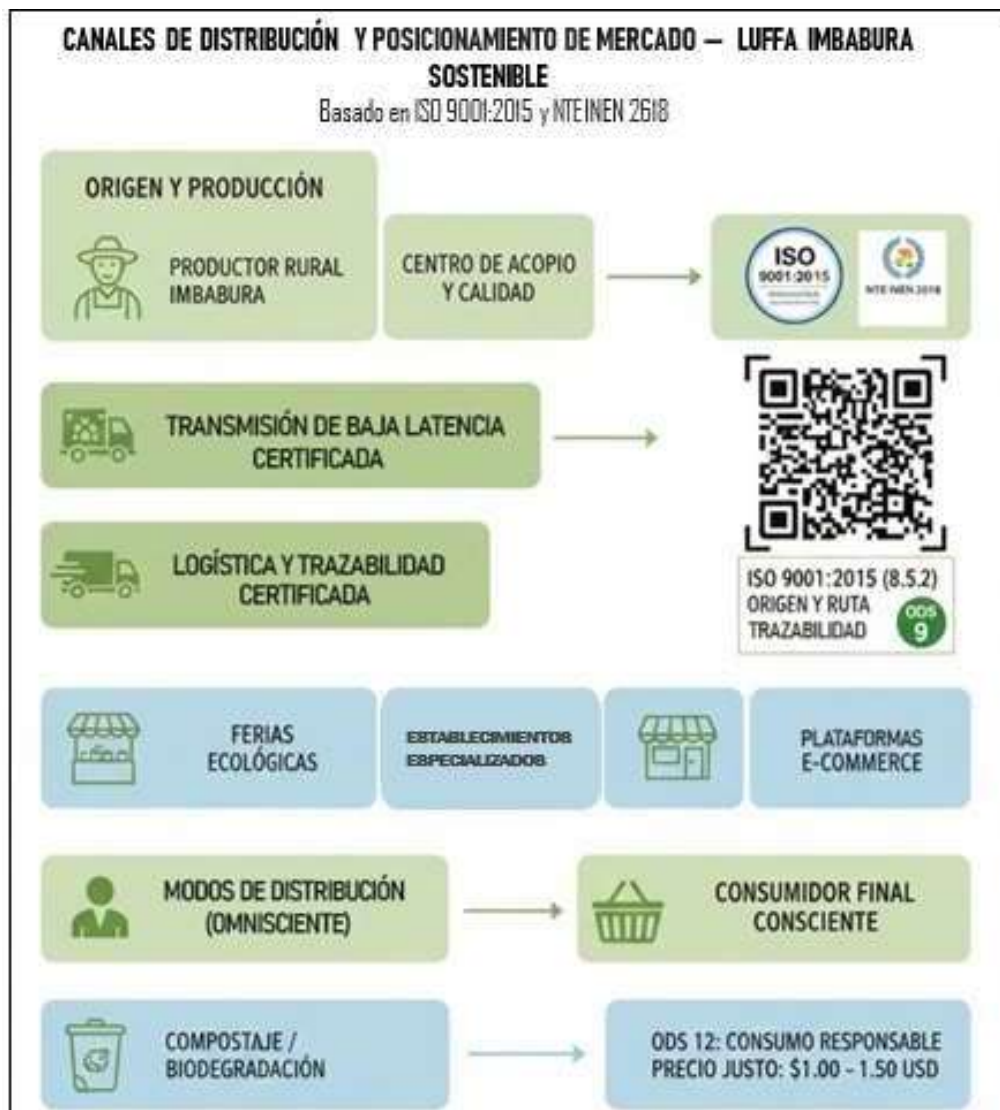 CANALES DE DISTRIBUCIÓN Y POSICIONAMIENTO DE MERCADO – LUFFA IMBABURA
SOSTENIBLE
Basado en ISO 9001:2015 y NTE INEN 2618
ORIGEN Y PRODUCCIÓN
PRODUCTOR RURAL
IMBABURA
CENTRO DE ACOPIO
Y CALIDAD
ISO
9001:2015
NTE INEN 2618
TRANSMISIÓN DE BAJA LATENCIA
CERTIFICADA
LOGÍSTICA Y TRAZABILIDAD
CERTIFICADA
ISO 9001:2015 (8.5.2)
ORIGEN Y RUTA
TRAZABILIDAD
ODS
9
FERIAS
ECOLÓGICAS
ESTABLECIMIENTOS
ESPECIALIZADOS
PLATAFORMAS
E-COMMERCE
MODOS DE DISTRIBUCIÓN
(OMNISCIENTE)
CONSUMIDOR FINAL
CONSCIENTE
COMPOSTAJE /
BIODEGRADACIÓN
ODS 12: CONSUMO RESPONSABLE
PRECIO JUSTO: $1.00 - 1.50 USD